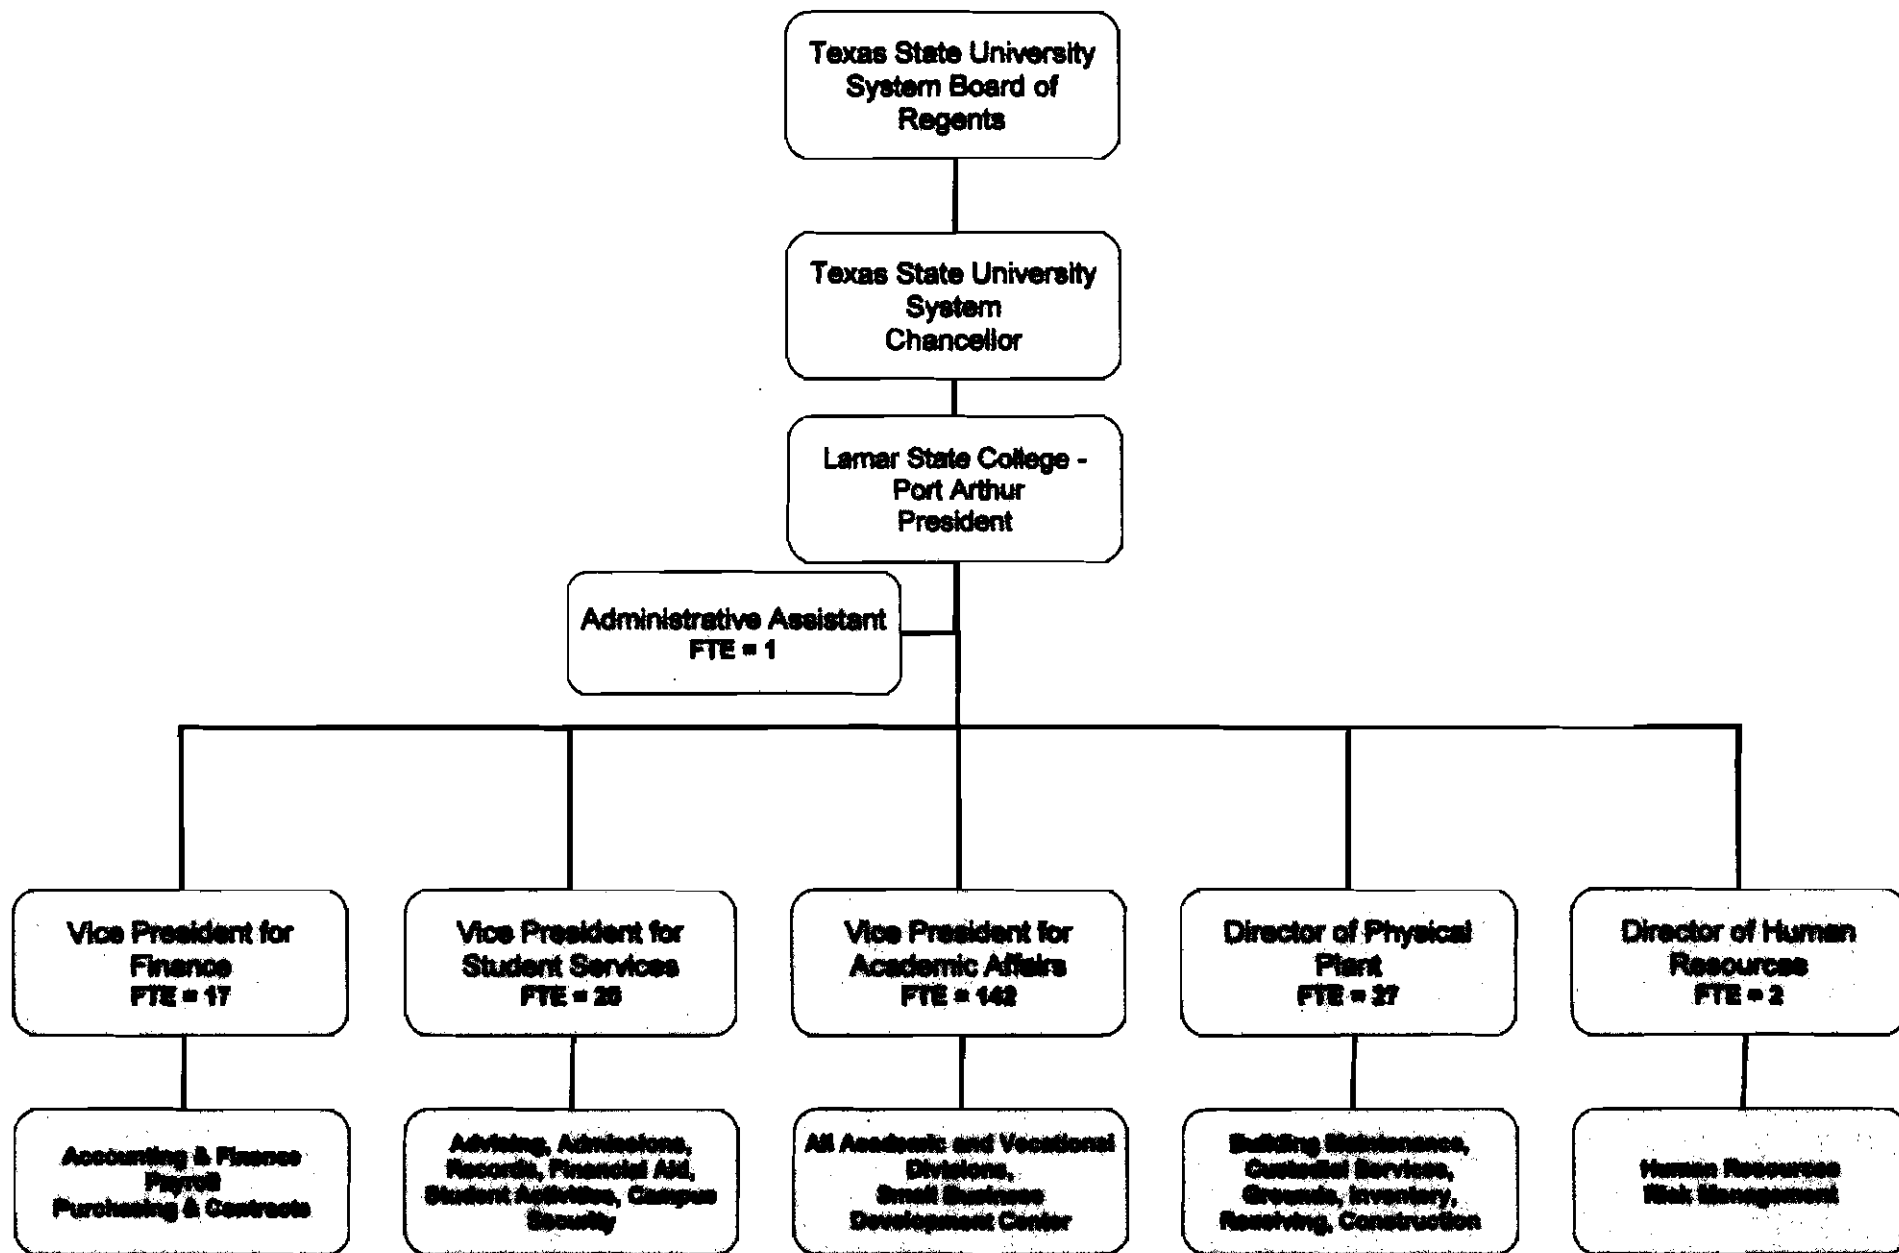 Texas State University
System Board of
Regents
Texas State University
System
Chancellor
Lamar State College -
Port Arthur
President
Administrative Assistant
FTE = 1
Vice President for
Finance
FTE = 17
Vice President for
Student Services
FTE =
Vice President for
Academic Affairs
FTE = 142
Director of Physical
Plant
FTE = 27
Director of Human
Resources
FTE = 2
Accounting & Finance
Payroll
Purchasing & Contracts
Advising, Admissions,
Records, Financial Aid,
Student Activities, Campus
Security
All Academic and Vocational
Divisions,
Small Business
Development Center
Building Maintenance,
Custodial Services,
Grounds, Inventory,
Receiving, Construction
Human Resources
Risk Management